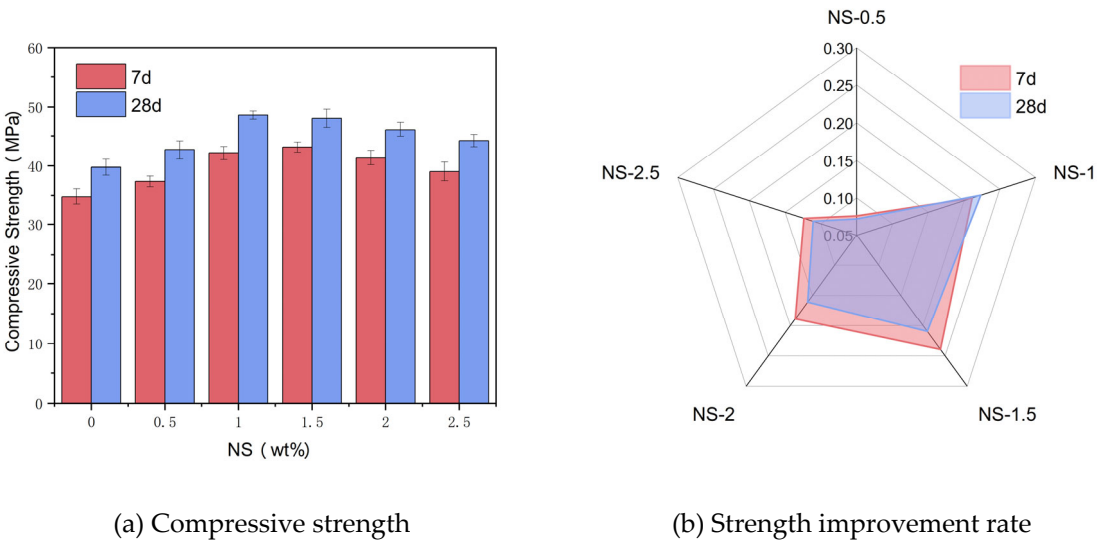 60
50
40
30
20
10
0
Compressive Strength (MPa)
7d
28d
0 0.5 1 1.5 2 2.5
NS (wt%)
(a) Compressive strength
NS-0.5
0.30
0.25
0.20
0.15
0.10
0.05
7d
28d
NS-2.5
NS-1
NS-2
NS-1.5
(b) Strength improvement rate